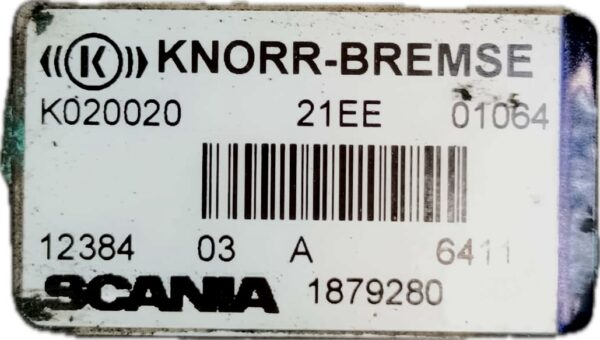 ((K)) KNORR-BREMSE
K020020 21EE 01064
12384 03 A 6411
SCANIA 1879280